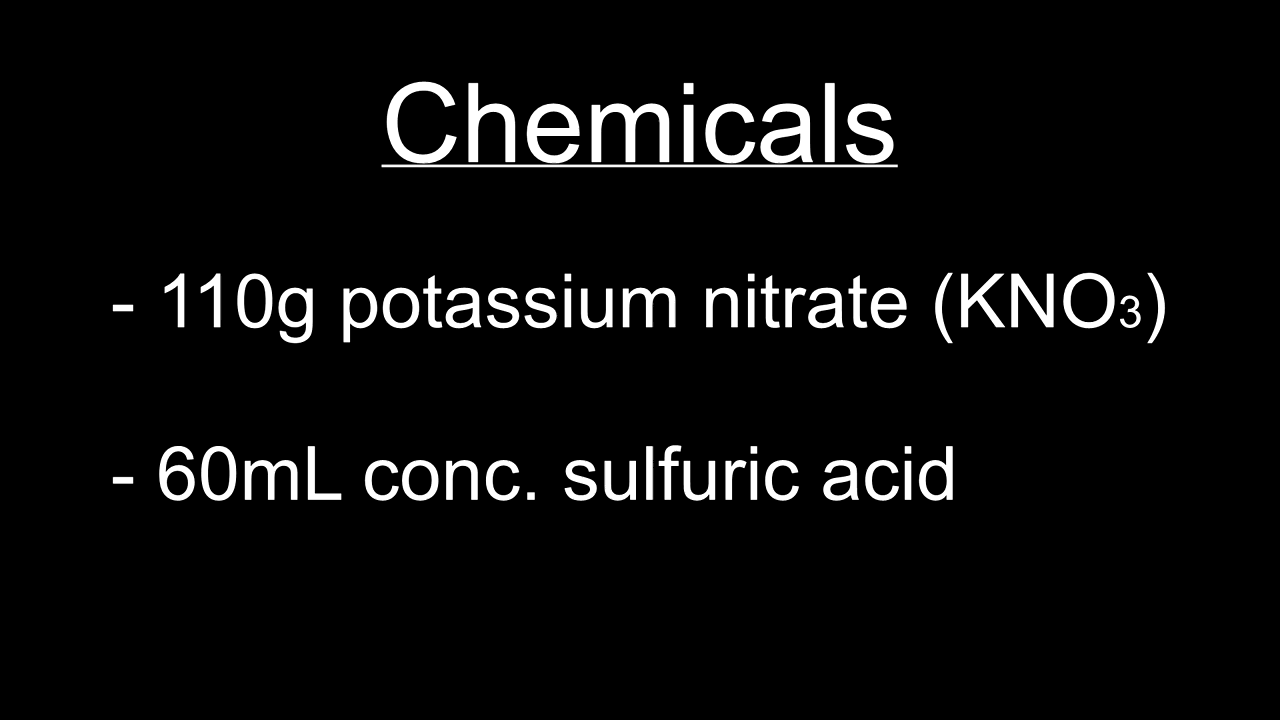 Chemicals
- 110g potassium nitrate (KNO₃)
- 60mL conc. sulfuric acid